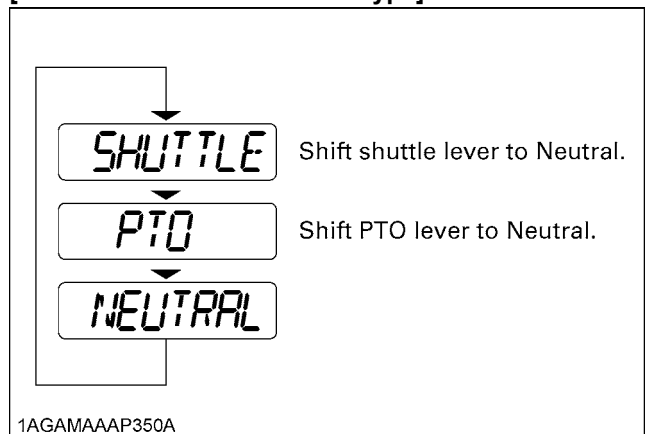 SHUTTLE Shift shuttle lever to Neutral.
PTO Shift PTO lever to Neutral.
NEUTRAL
1AGAMAAAP350A